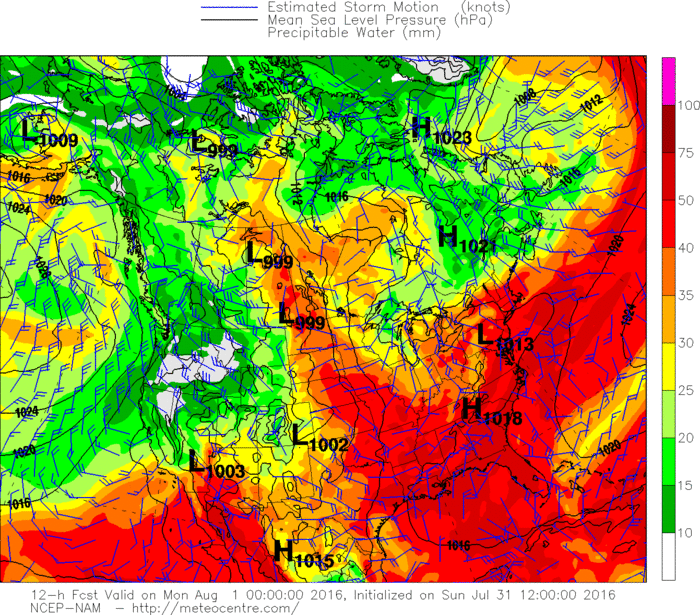 Estimated Storm Motion (knots)
Mean Sea Level Pressure (hPa)
Precipitable Water (mm)
1008
1012
L1009
L999
H1023
1016
1024
1020
1012
1016
1016
1028
L999
H1021
1028
L999
1024
L1013
1024
H1018
1020
L1002
1020
L1003
1016
1016
H1015
100
75
50
40
35
30
25
20
15
10
12-h Fcst Valid on Mon Aug 1 00:00:00 2016, Initialized on Sun Jul 31 12:00:00 2016
NCEP-NAM - http://meteocentre.com/